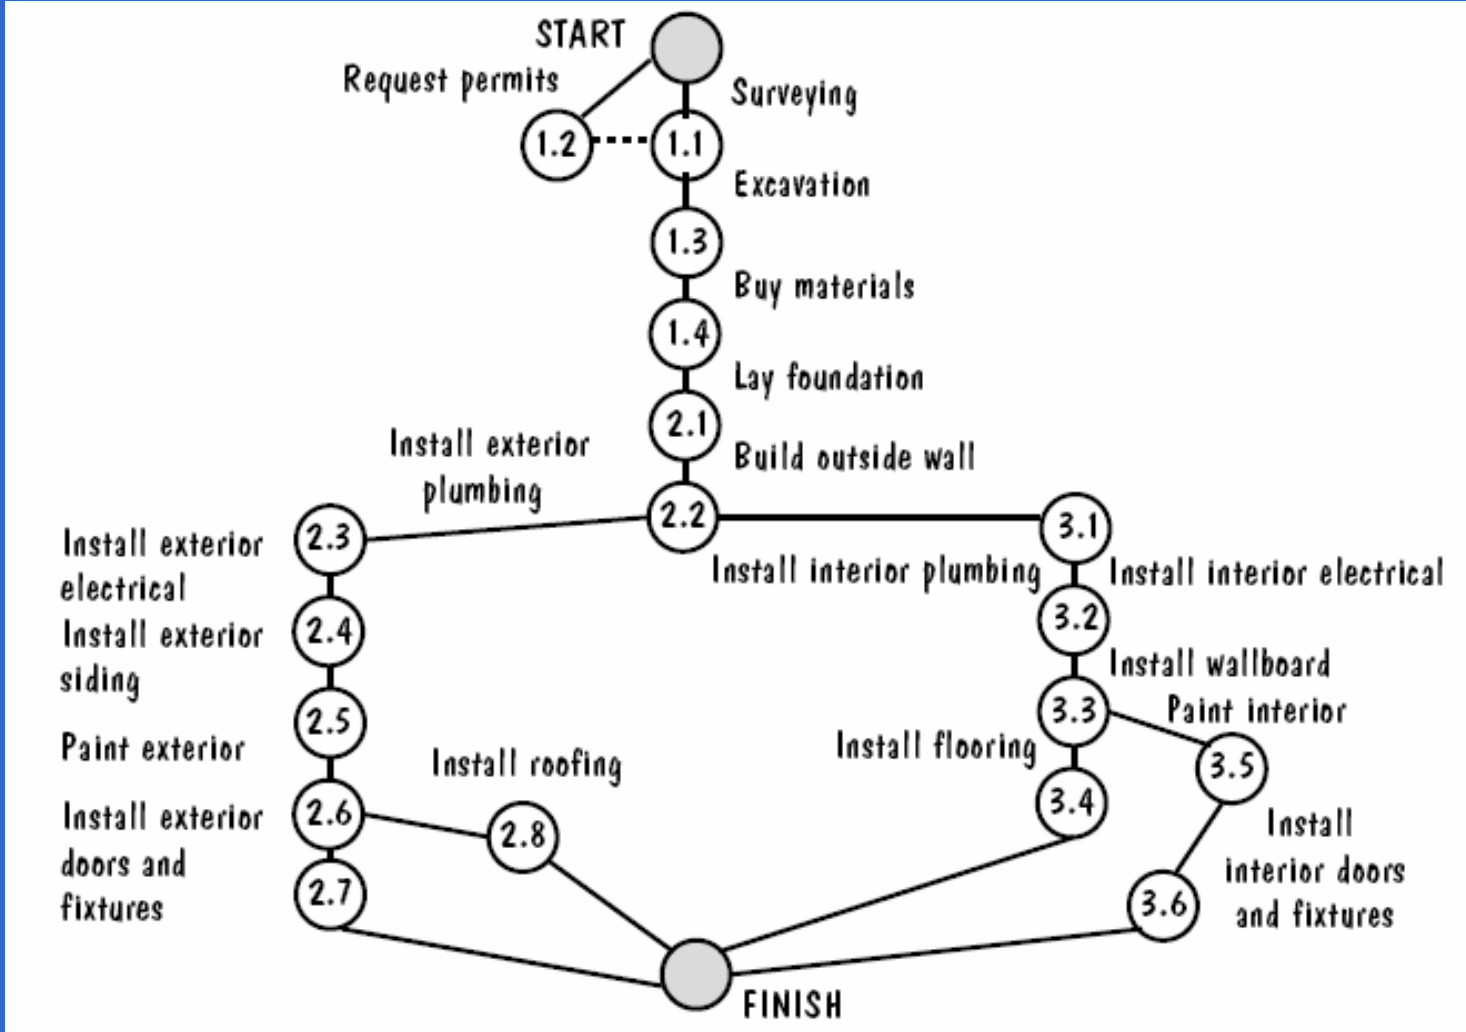 START
Request permits
Surveying
1.2
1.1
Excavation
1.3
Buy materials
1.4
Lay foundation
2.1
Install exterior
plumbing
Build outside wall
2.2
2.3
3.1
Install exterior
electrical
Install interior plumbing
Install interior electrical
2.4
3.2
Install exterior
siding
Install wallboard
2.5
3.3
Paint interior
Paint exterior
Install roofing
Install flooring
3.5
2.6
2.8
3.4
Install exterior
doors and
fixtures
Install
interior doors
and fixtures
2.7
3.6
FINISH